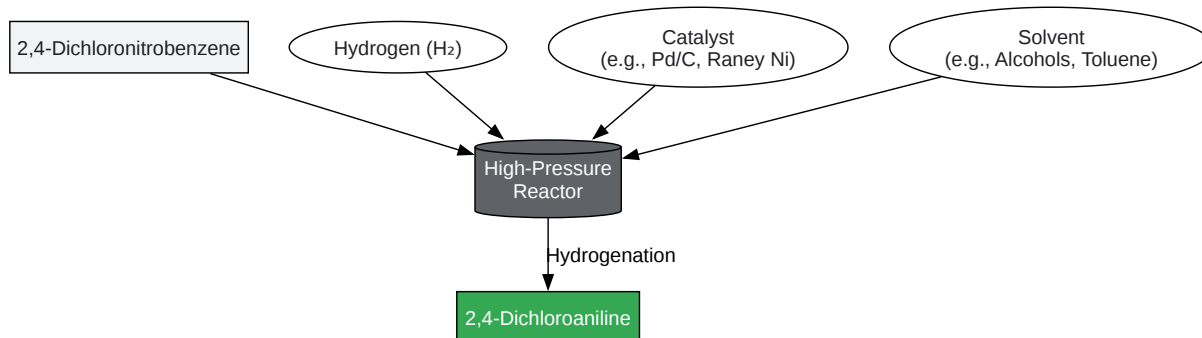 2,4-Dichloronitrobenzene
Hydrogen (H₂)
Catalyst
(e.g., Pd/C, Raney Ni)
Solvent
(e.g., Alcohols, Toluene)
High-Pressure
Reactor
Hydrogenation
2,4-Dichloroaniline